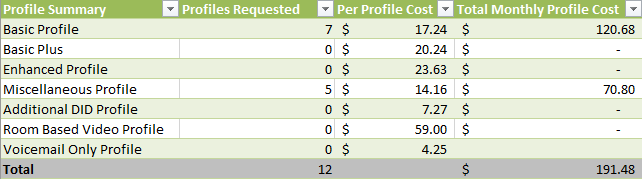 Profile Summary Profiles Requested Per Profile Cost Total Monthly Profile Cost
Basic Profile 7 $ 17.24 $ 120.68
Basic Plus 0 $ 20.24 $ -
Enhanced Profile 0 $ 23.63 $ -
Miscellaneous Profile 5 $ 14.16 $ 70.80
Additional DID Profile 0 $ 7.27 $ -
Room Based Video Profile 0 $ 59.00 $ -
Voicemail Only Profile 0 $ 4.25
Total 12 $ 191.48